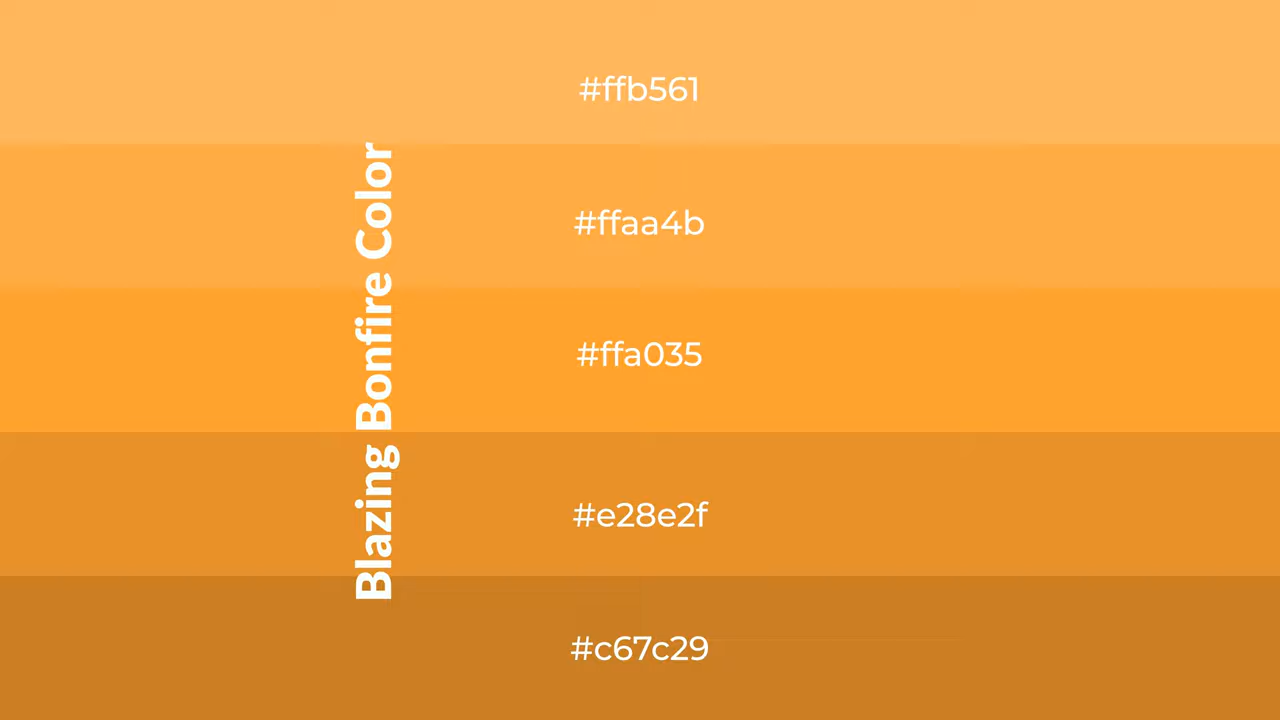 Blazing Bonfire Color
#ffb561
#ffaa4b
#ffa035
#e28e2f
#c67c29